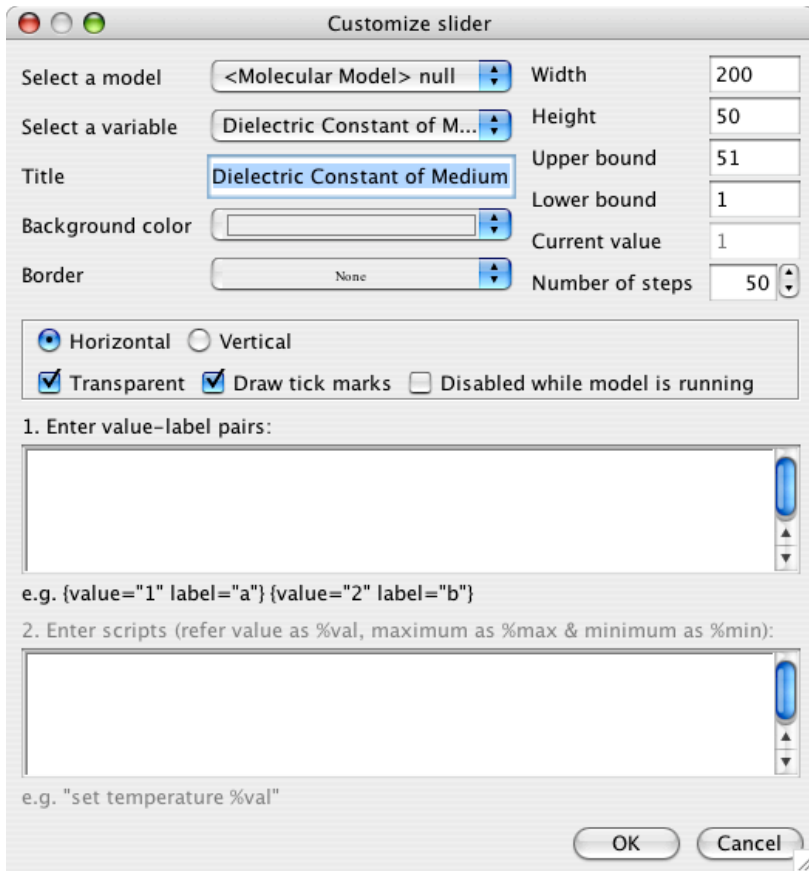 Customize slider
Select a model
<Molecular Model> null
Select a variable
Dielectric Constant of M...
Title
Dielectric Constant of Medium
Background color
Border
None
Width
200
Height
50
Upper bound
51
Lower bound
1
Current value
1
Number of steps
50
Horizontal
Vertical
Transparent
Draw tick marks
Disabled while model is running
1. Enter value-label pairs:
e.g. {value="1" label="a"} {value="2" label="b"}
2. Enter scripts (refer value as %val, maximum as %max & minimum as %min):
e.g. "set temperature %val"
OK
Cancel